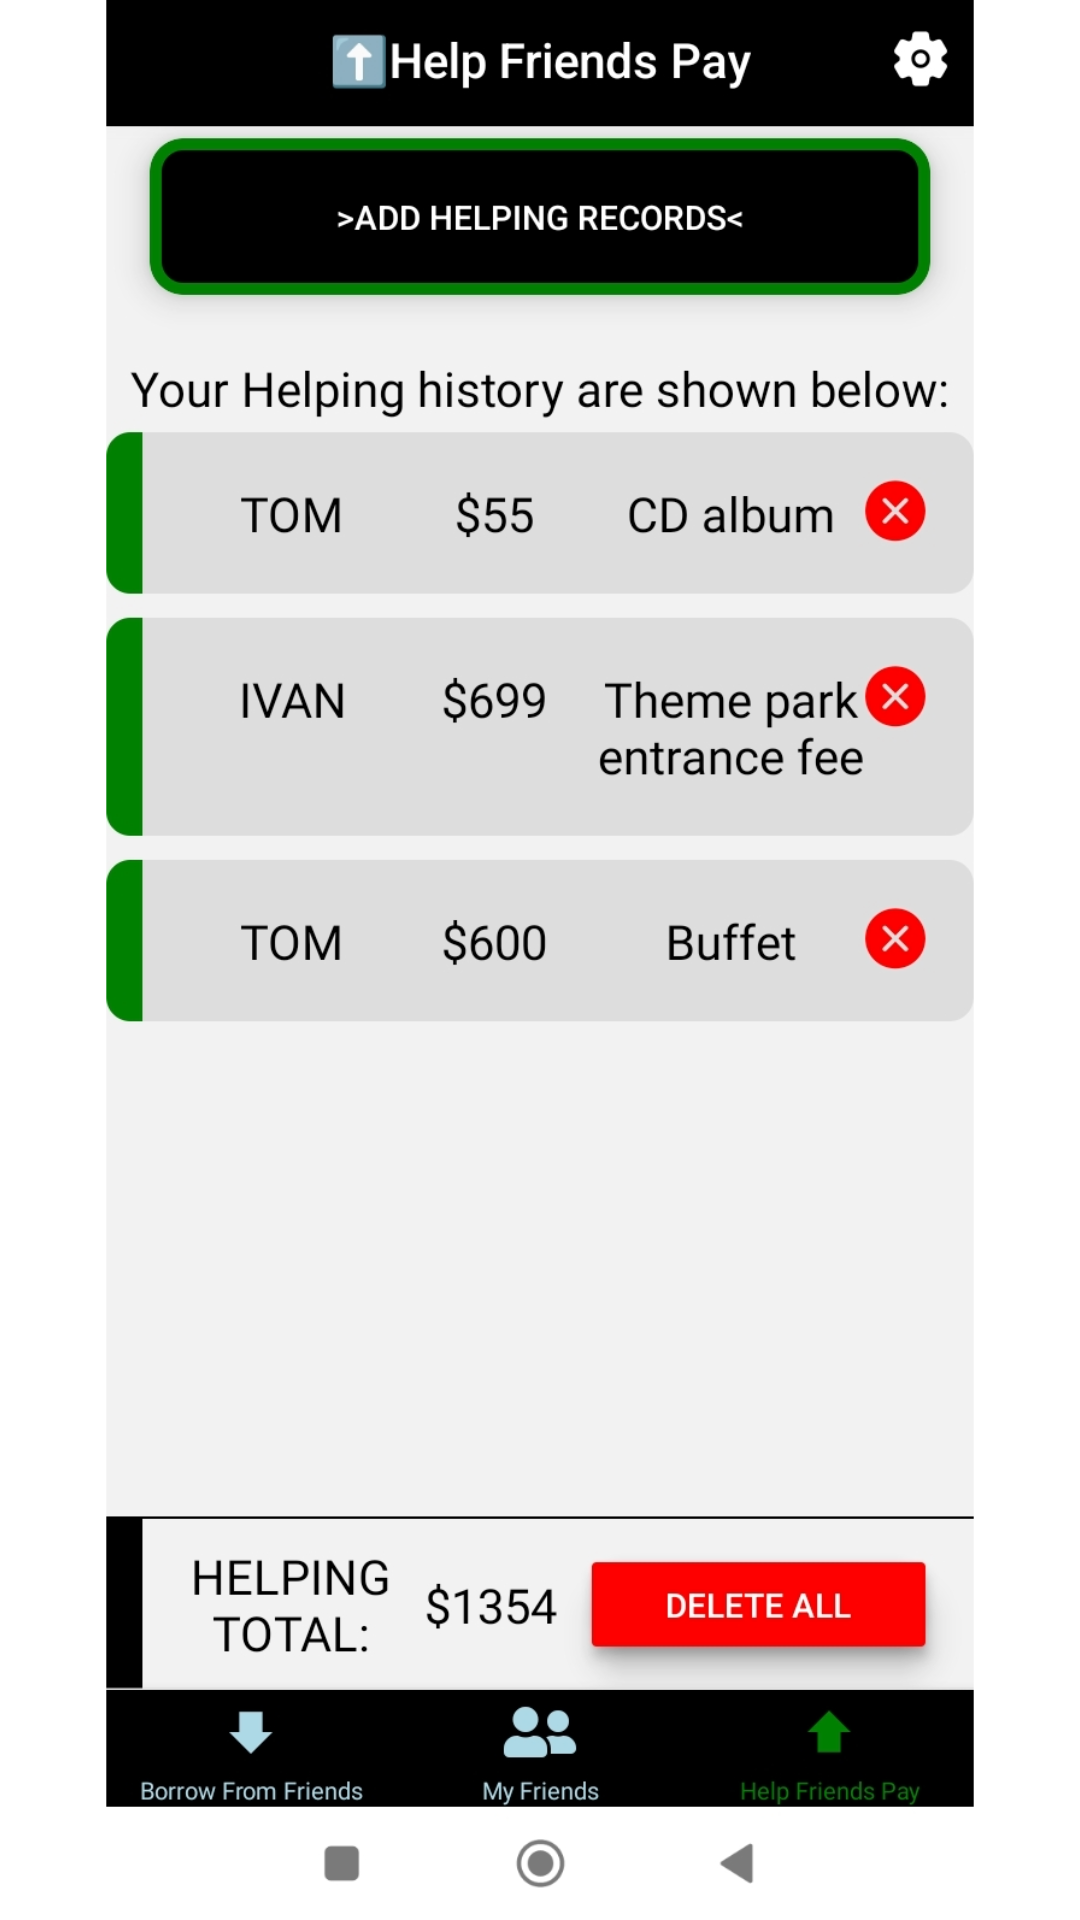 ⬆️Help Friends Pay
>ADD HELPING RECORDS<
Your Helping history are shown below:
TOM $55 CD album
IVAN $699 Theme park
entrance fee
TOM $600 Buffet
HELPING
TOTAL:
$1354
DELETE ALL
Borrow From Friends My Friends Help Friends Pay